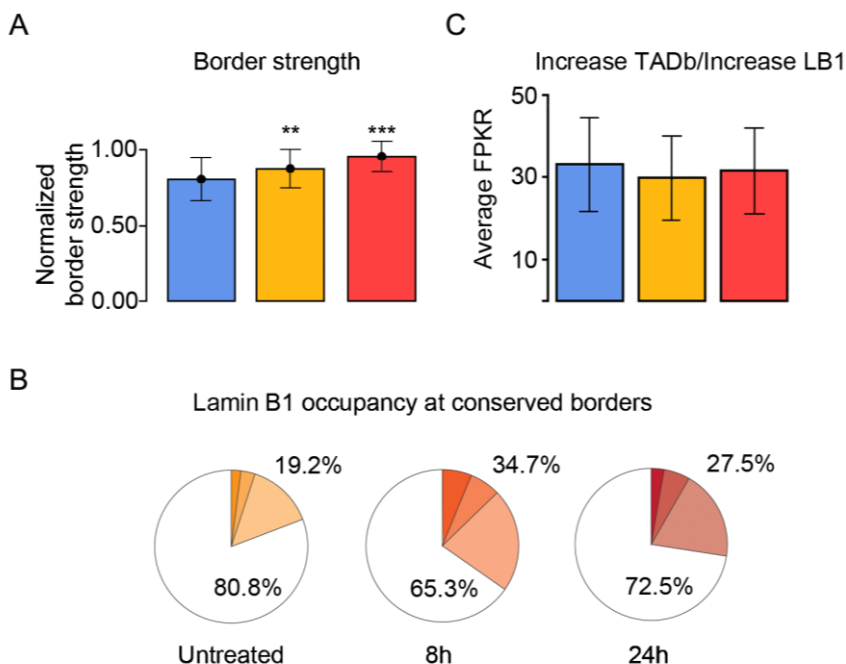 A
Border strength
Normalized
border strength
1.00
0.50
0.00
**
***
C
Increase TADb/Increase LB1
Average FPKR
50
30
10
B
Lamin B1 occupancy at conserved borders
19.2%
80.8%
Untreated
34.7%
65.3%
8h
27.5%
72.5%
24h